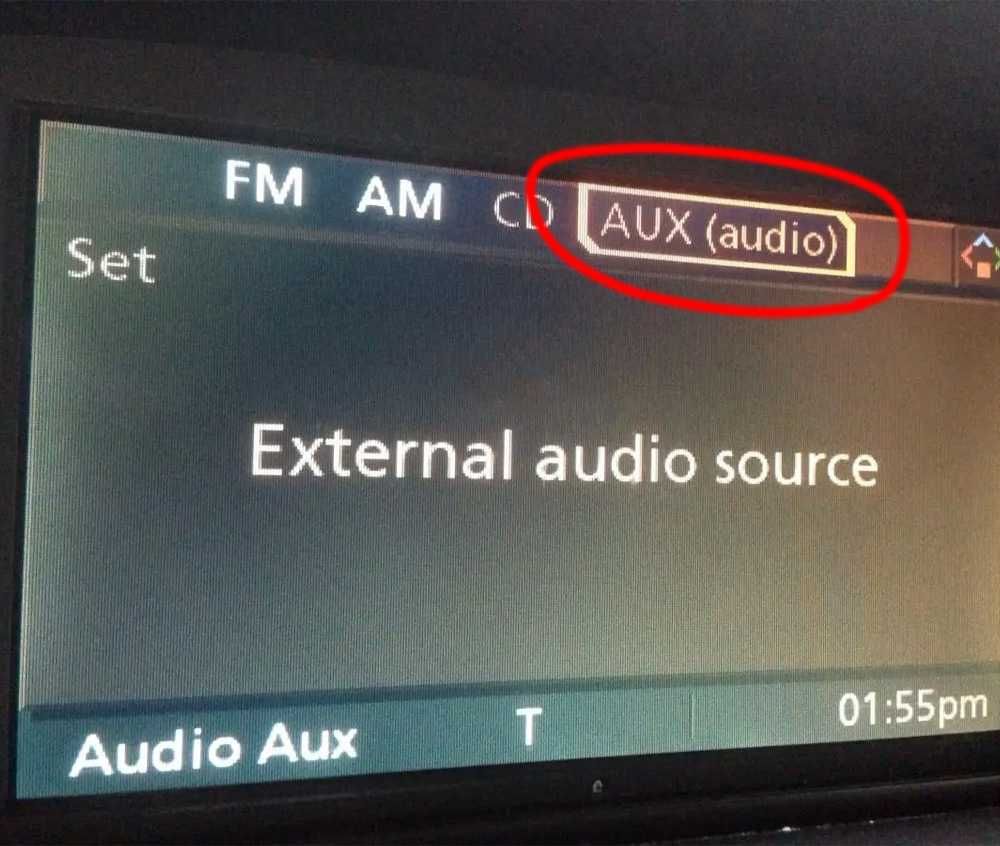 FM AM CD AUX (audio)
Set
External audio source
Audio Aux T 01:55pm